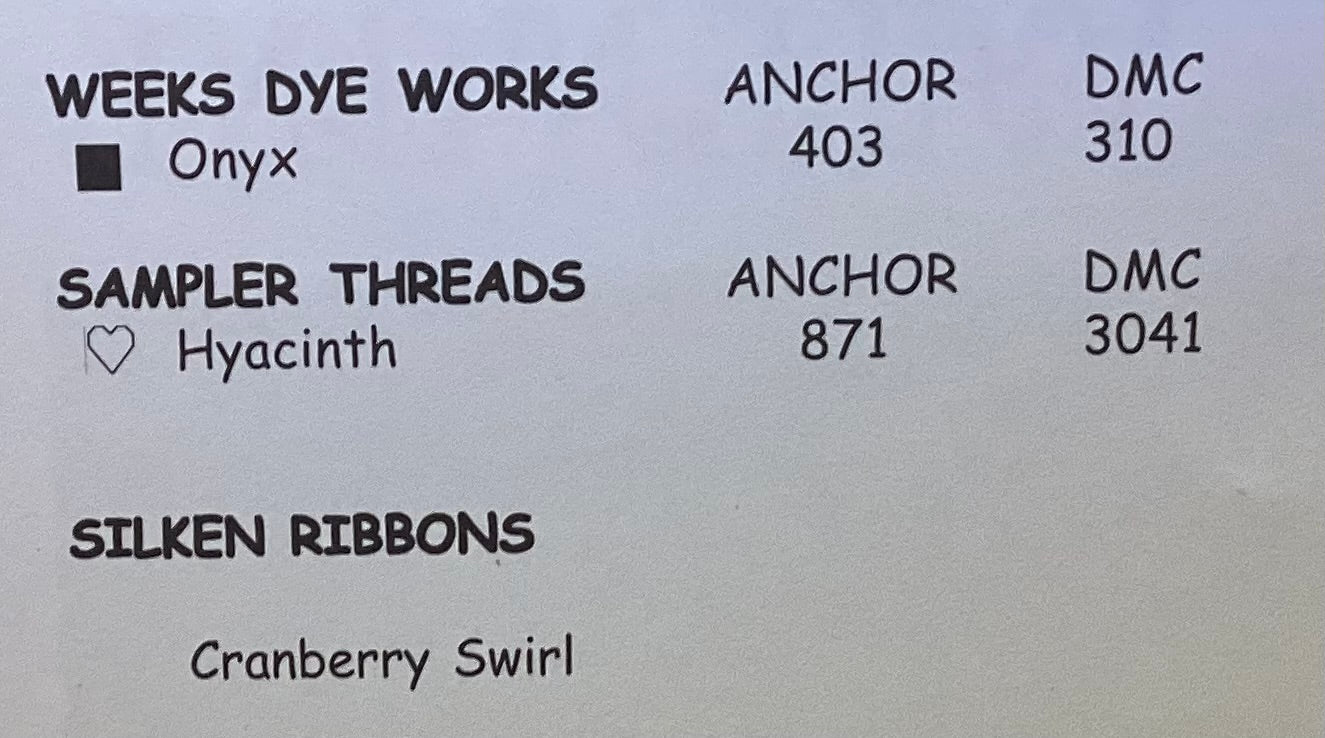 WEEKS DYE WORKS ANCHOR DMC
■ Onyx 403 310
SAMPLER THREADS ANCHOR DMC
♡ Hyacinth 871 3041
SILKEN RIBBONS
Cranberry Swirl